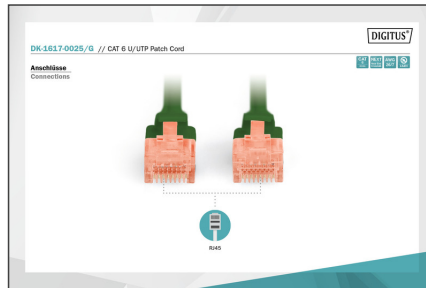 DIGITUS®
DK-1617-0025/G // CAT 6 U/UTP Patch Cord
Anschlüsse
Connections
RJ45